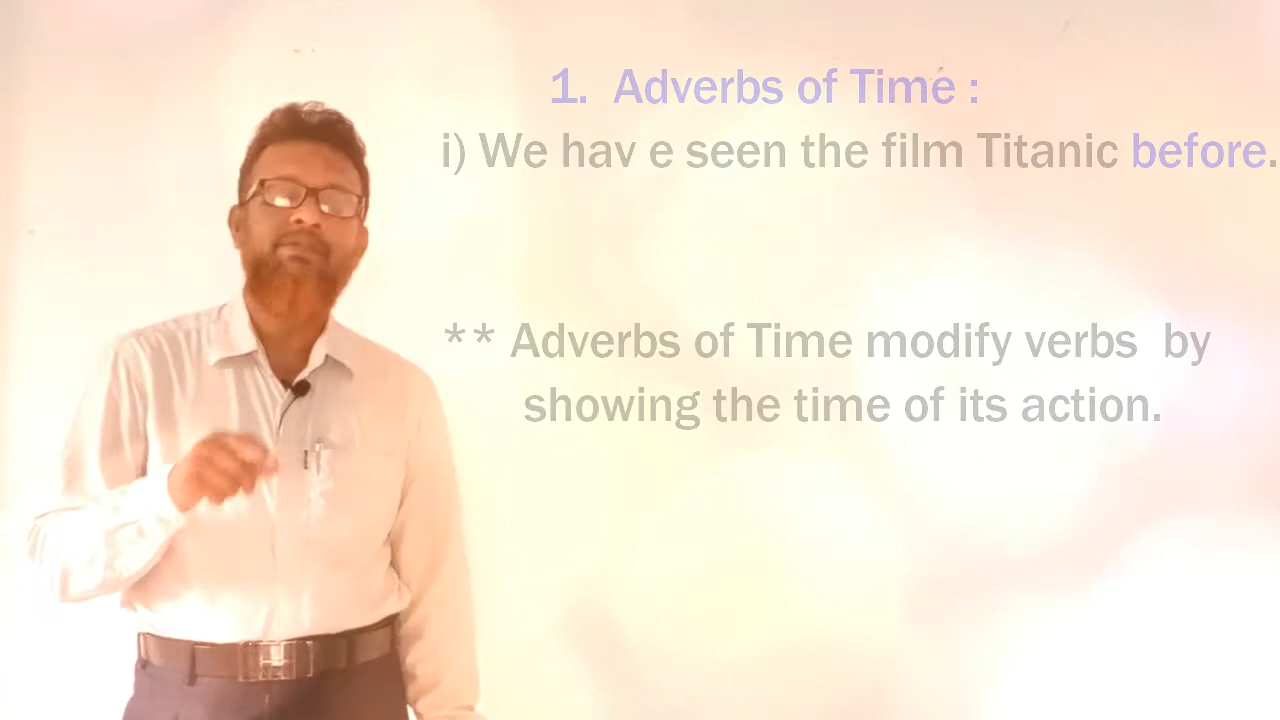 1. Adverbs of Time :
i) We hav e seen the film Titanic before.
** Adverbs of Time modify verbs by
showing the time of its action.